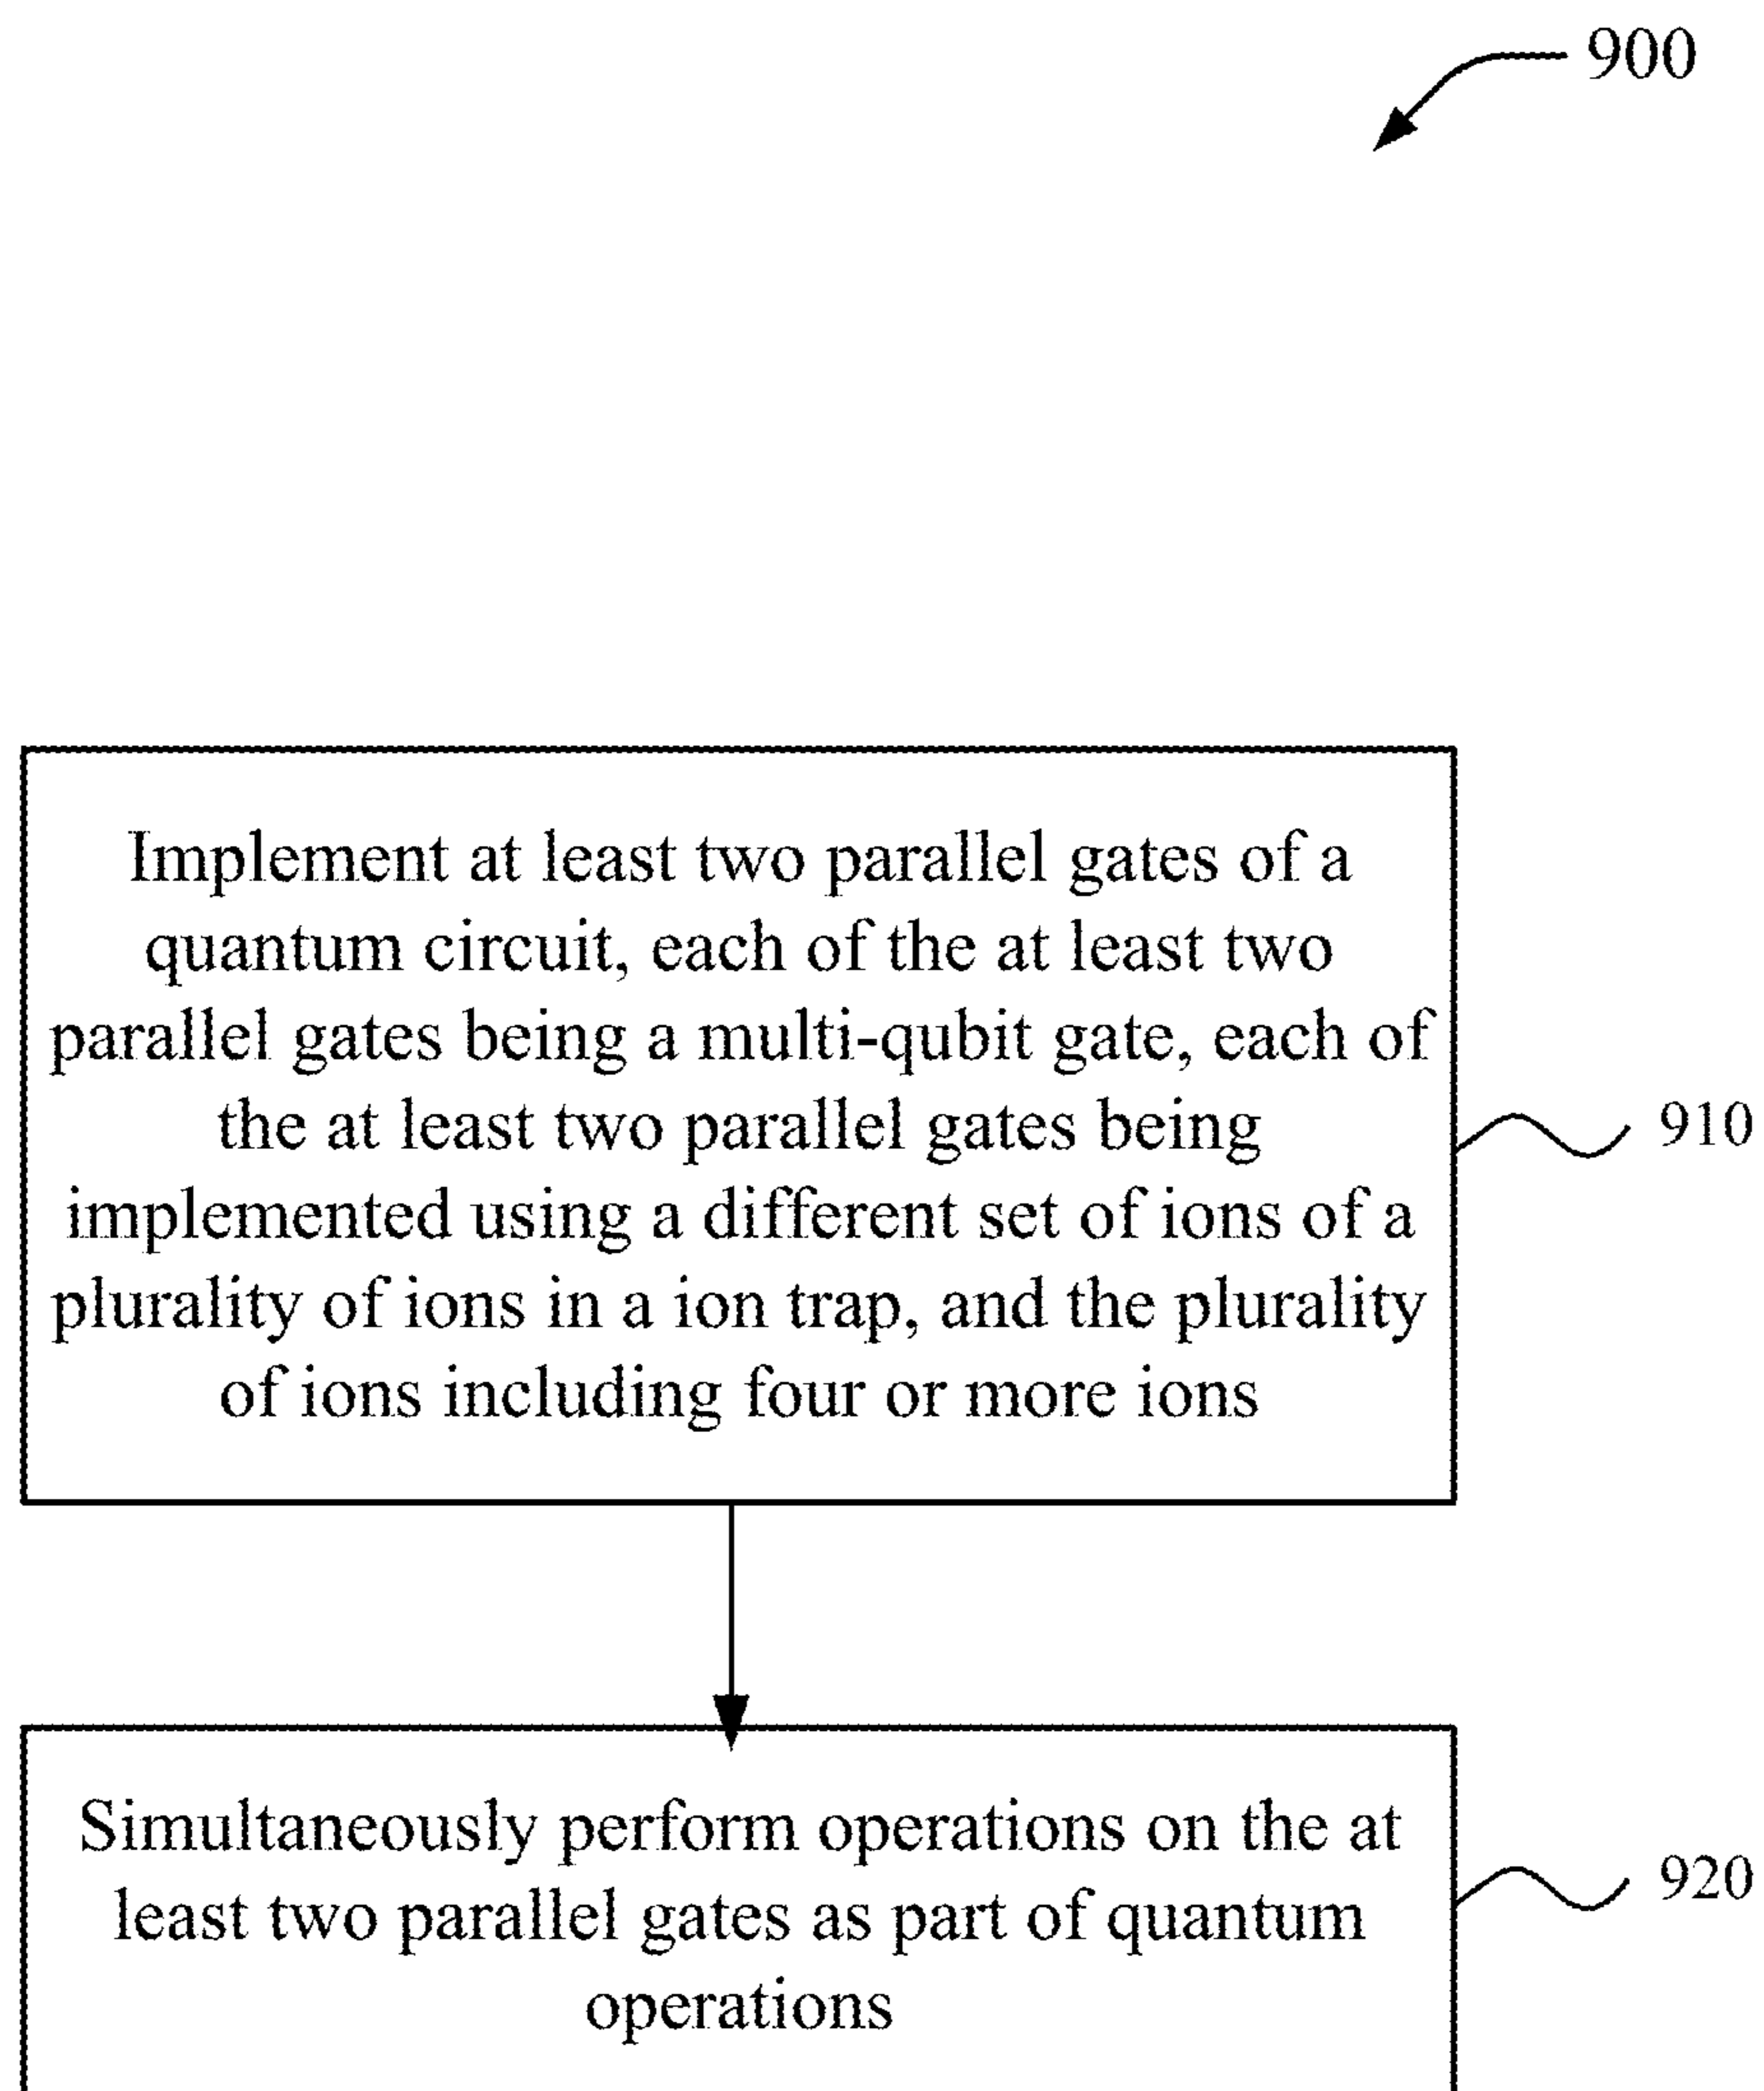 900
Implement at least two parallel gates of a
quantum circuit, each of the at least two
parallel gates being a multi-qubit gate, each of
the at least two parallel gates being
implemented using a different set of ions of a
plurality of ions in a ion trap, and the plurality
of ions including four or more ions
910
Simultaneously perform operations on the at
least two parallel gates as part of quantum
operations
920